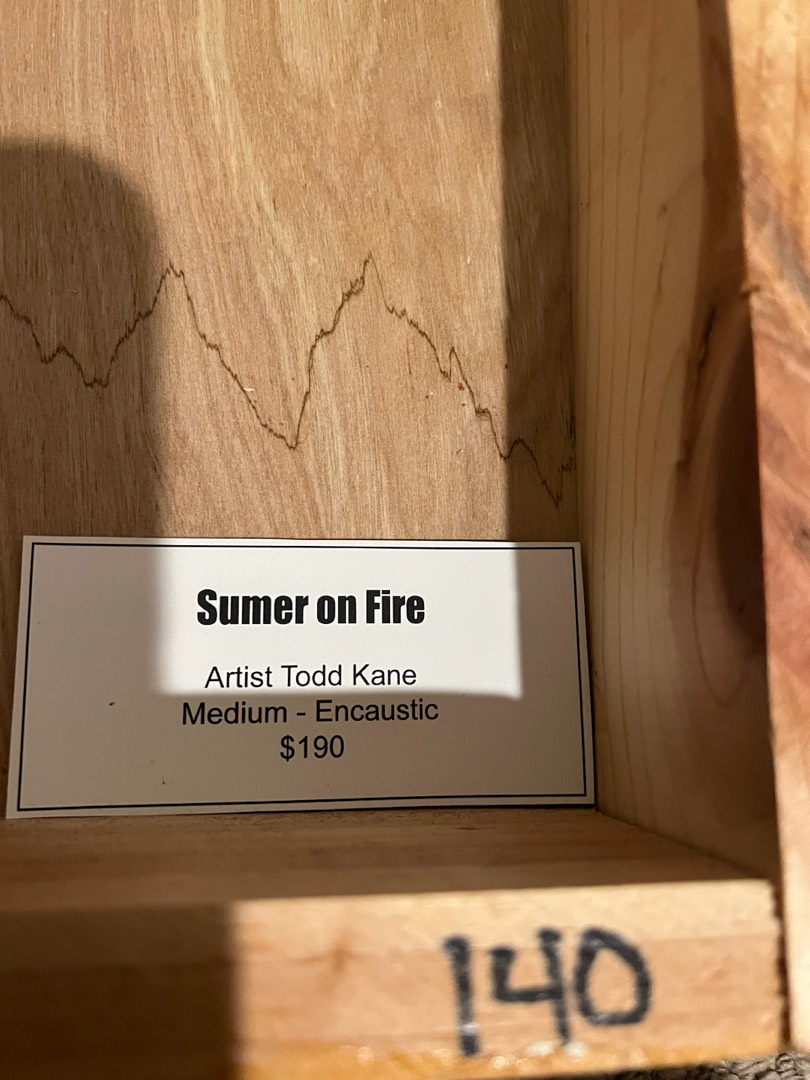 Sumer on Fire
Artist Todd Kane
Medium - Encaustic
$190
140